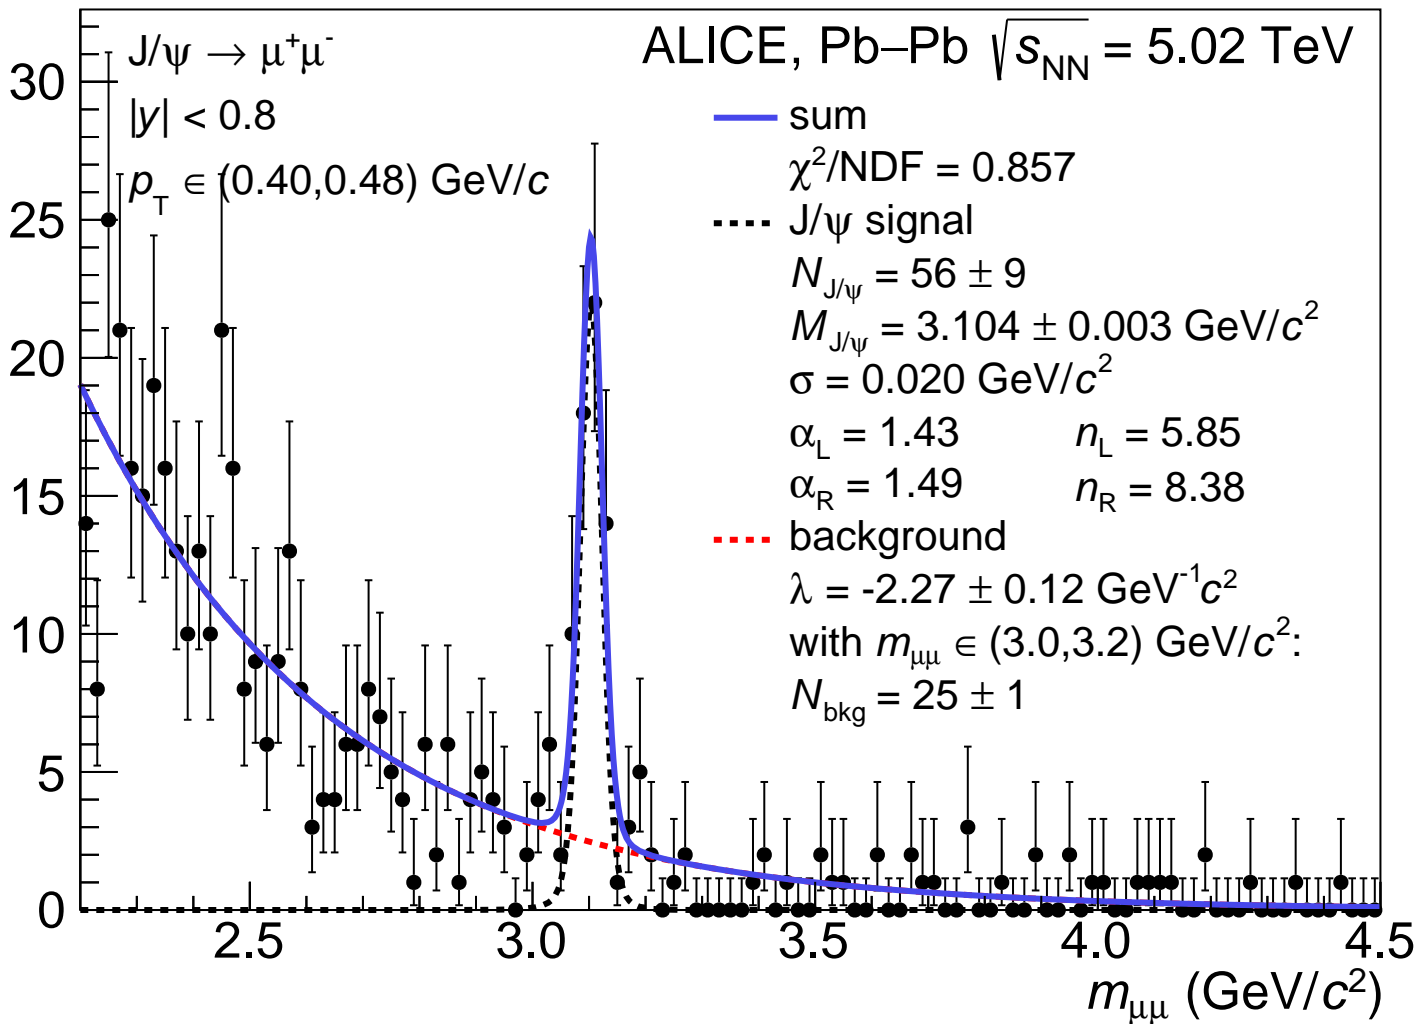 J/ψ → μ⁺μ⁻
|y| < 0.8
p_T ∈ (0.40,0.48) GeV/c
ALICE, Pb–Pb √s_NN = 5.02 TeV
sum
χ²/NDF = 0.857
J/ψ signal
N_J/ψ = 56 ± 9
M_J/ψ = 3.104 ± 0.003 GeV/c²
σ = 0.020 GeV/c²
α_L = 1.43 n_L = 5.85
α_R = 1.49 n_R = 8.38
background
λ = -2.27 ± 0.12 GeV⁻¹c²
with m_μμ ∈ (3.0,3.2) GeV/c²:
N_bkg = 25 ± 1
30
25
20
15
10
5
0
2.5 3.0 3.5 4.0 4.5
m_μμ (GeV/c²)